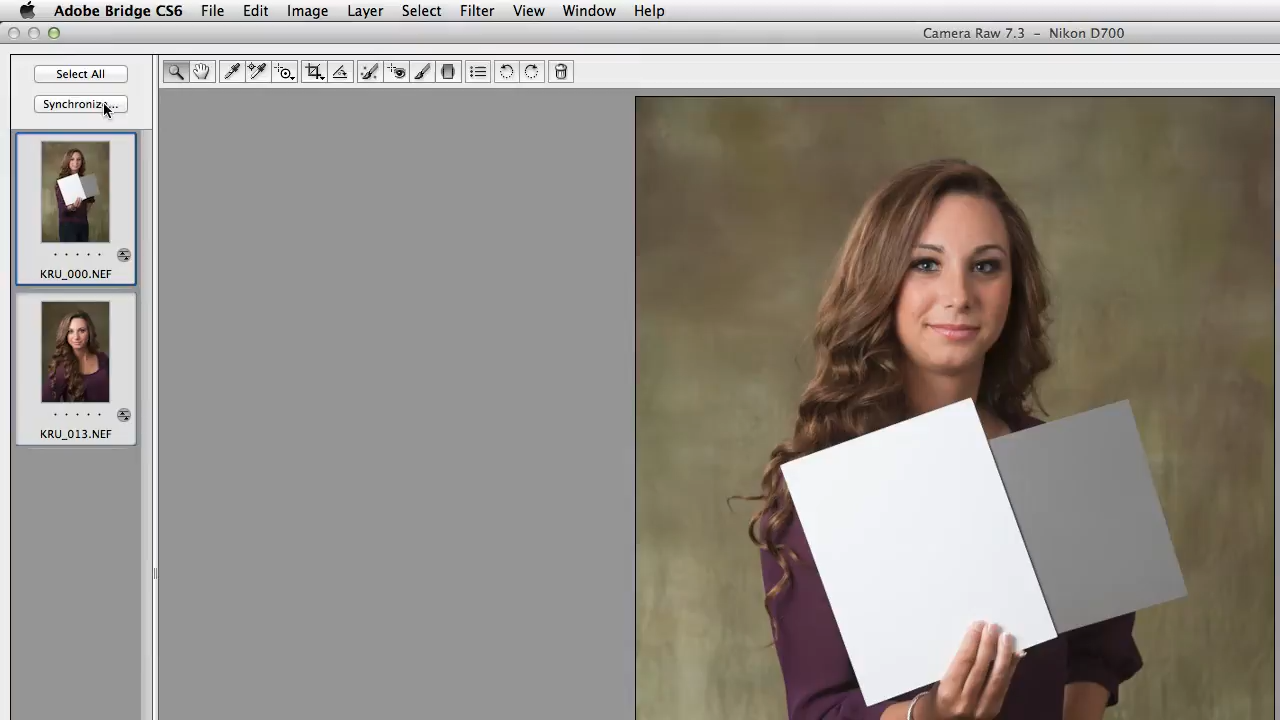 Adobe Bridge CS6 File Edit Image Layer Select Filter View Window Help
Camera Raw 7.3 - Nikon D700
Select All
Synchronize...
KRU_000.NEF
KRU_013.NEF